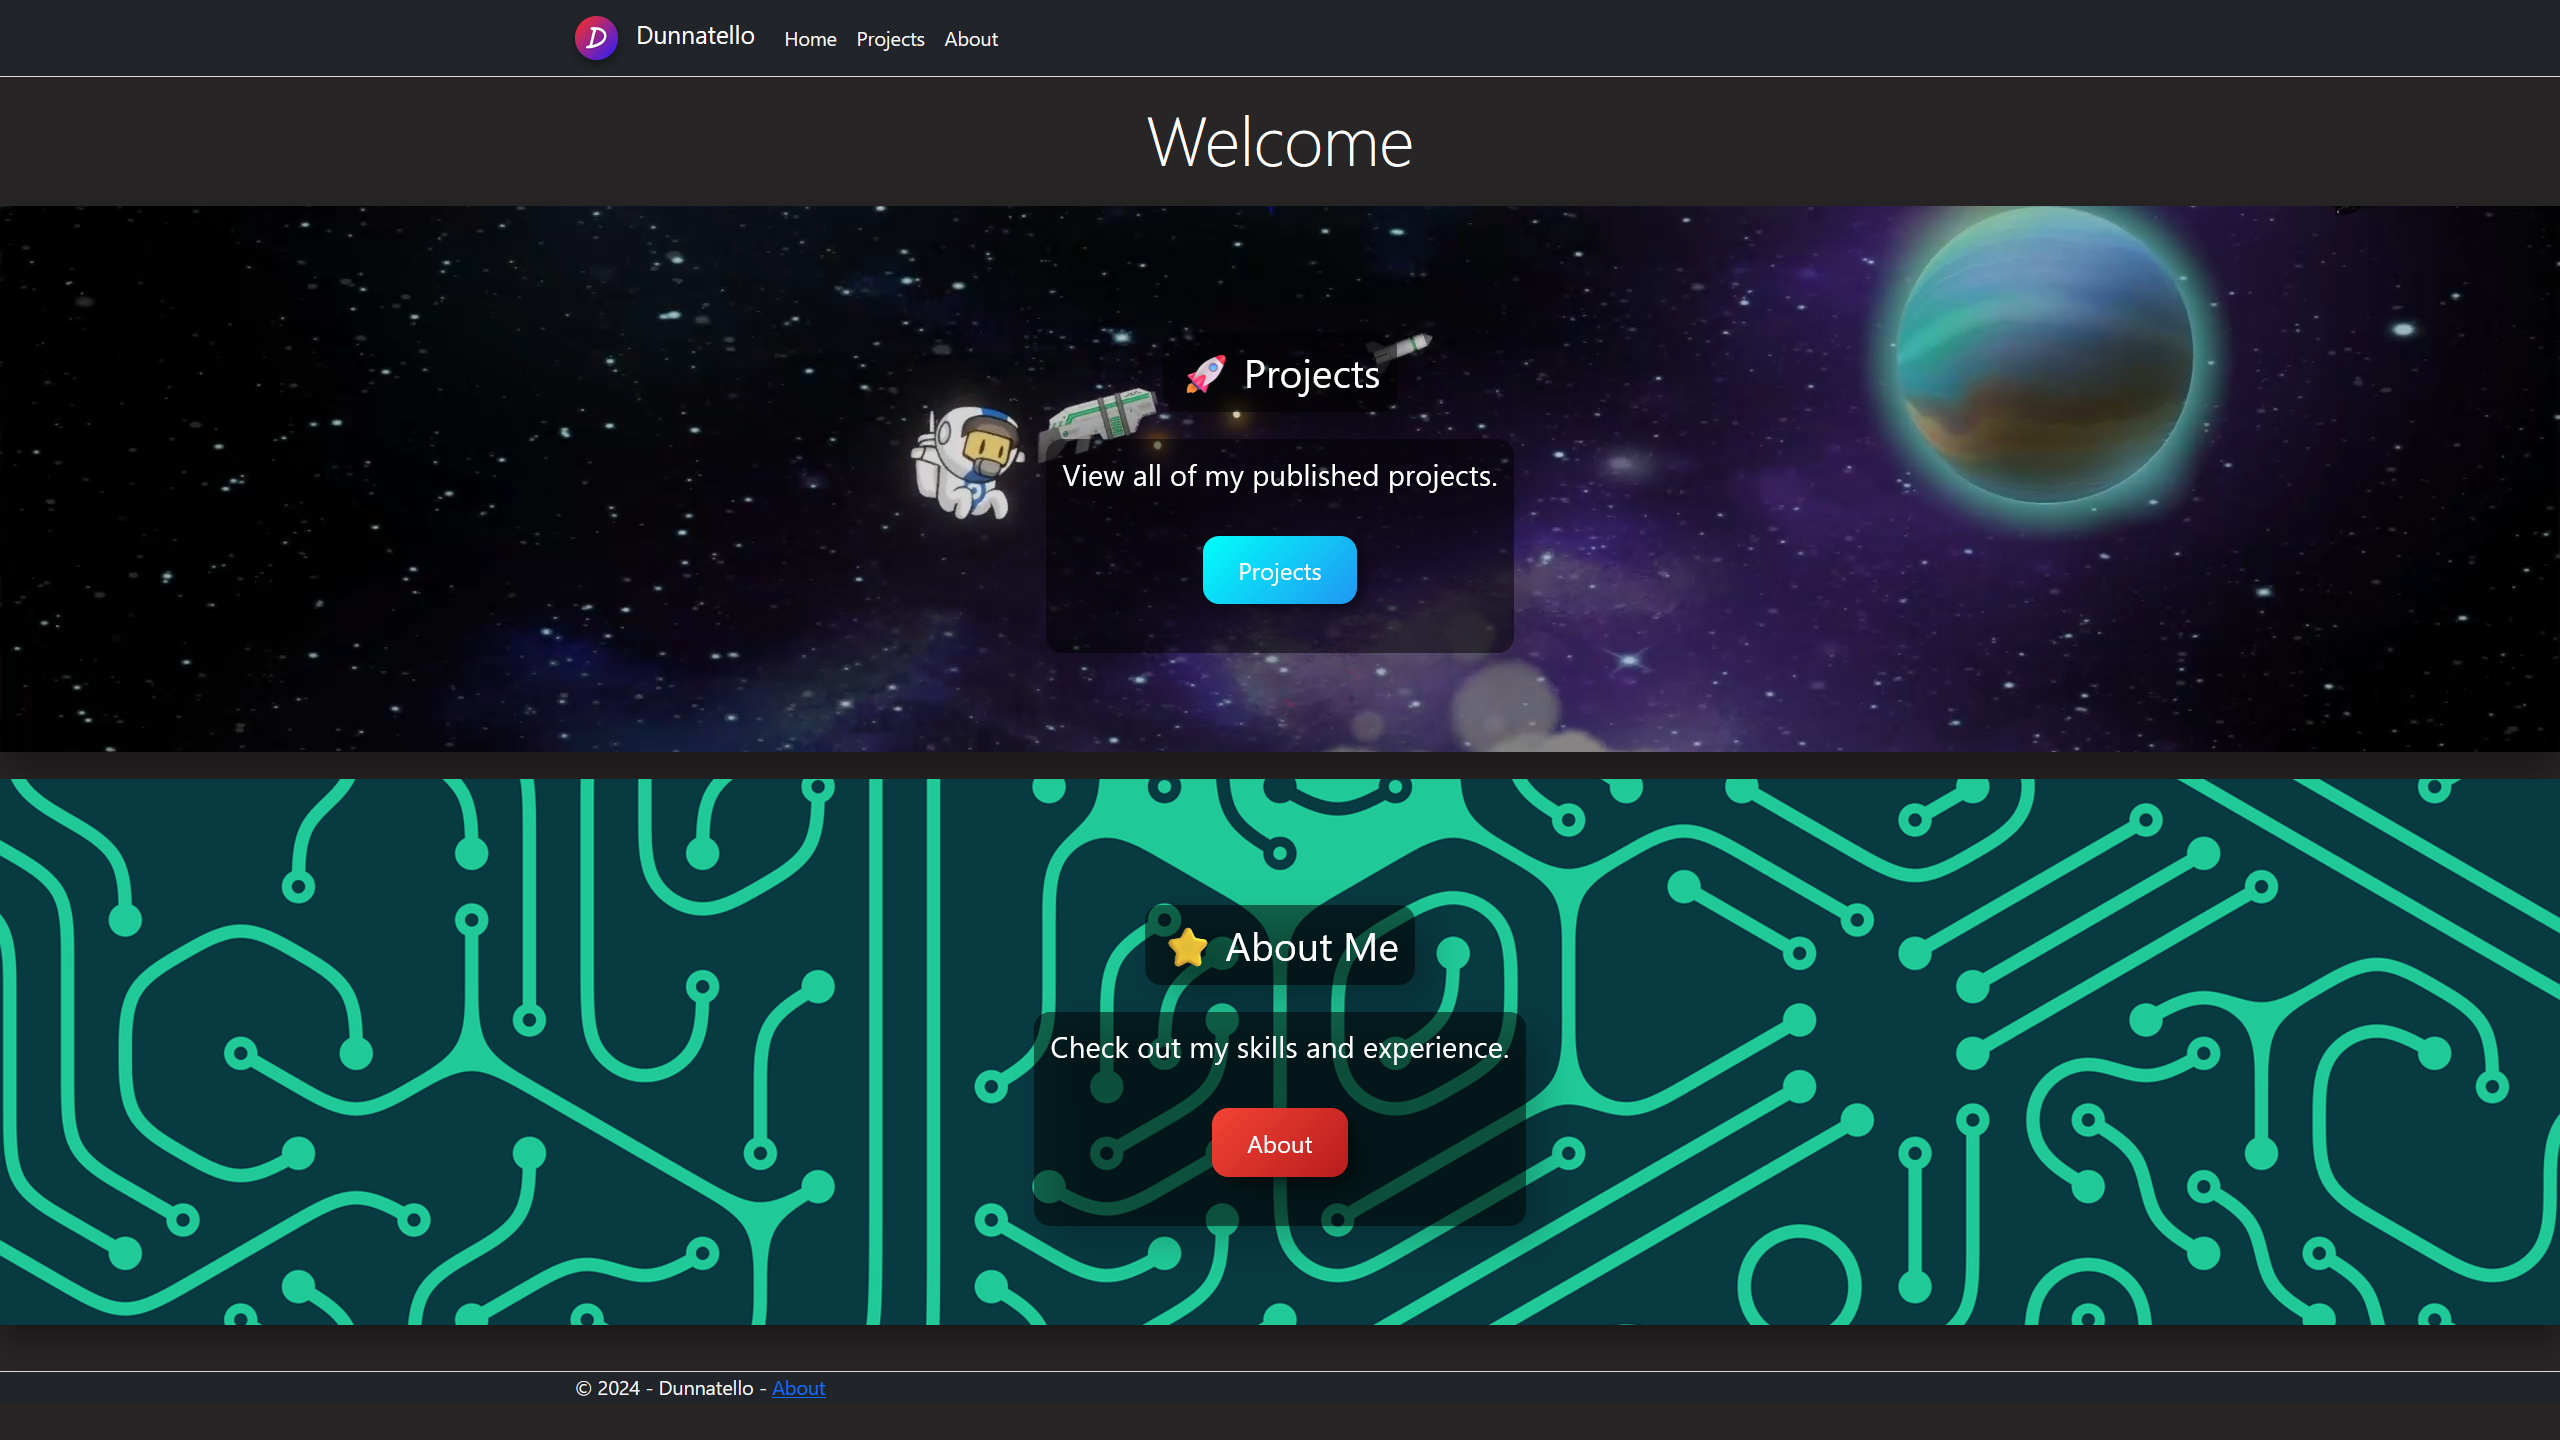 D Dunnatello Home Projects About
Welcome
🚀 Projects
View all of my published projects.
Projects
⭐ About Me
Check out my skills and experience.
About
© 2024 - Dunnatello - About